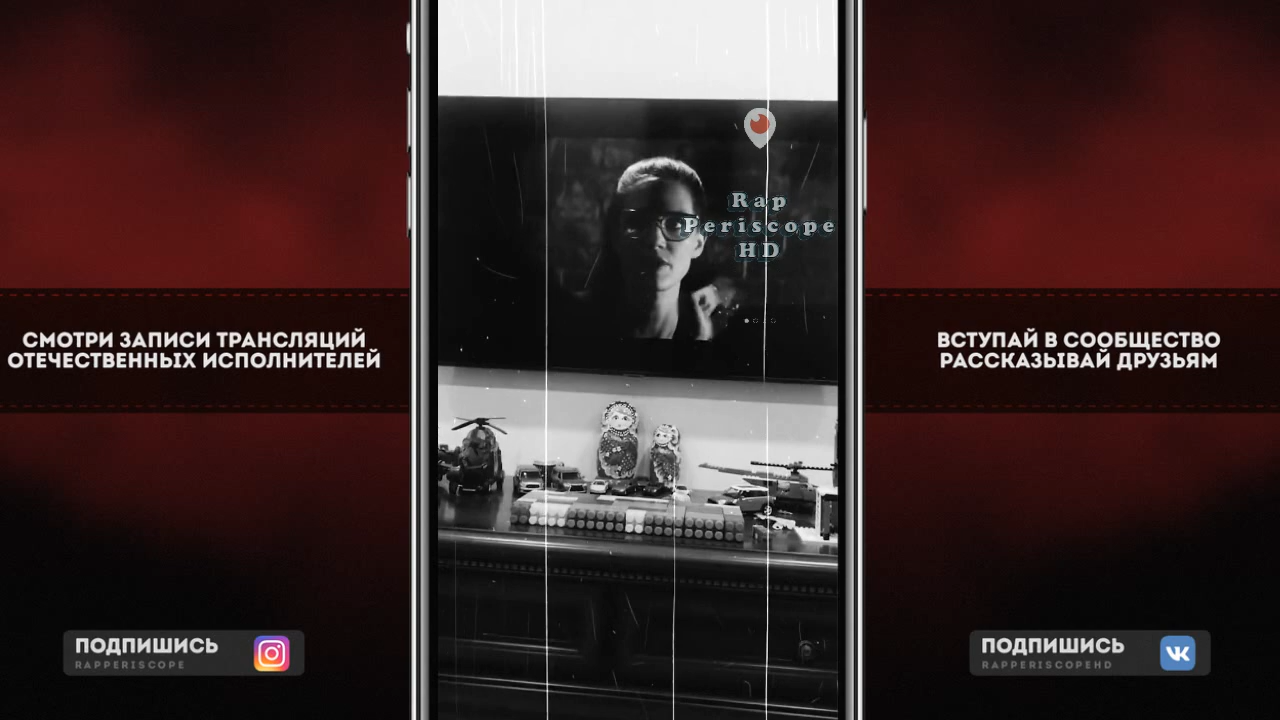 Rap
Periscope
HD
СМОТРИ ЗАПИСИ ТРАНСЛЯЦИЙ
ОТЕЧЕСТВЕННЫХ ИСПОЛНИТЕЛЕЙ
ВСТУПАЙ В СООБЩЕСТВО
РАССКАЗЫВАЙ ДРУЗЬЯМ
ПОДПИШИСЬ
RAPPERISCOPE
ПОДПИШИСЬ
RAPPERISCOPEHD